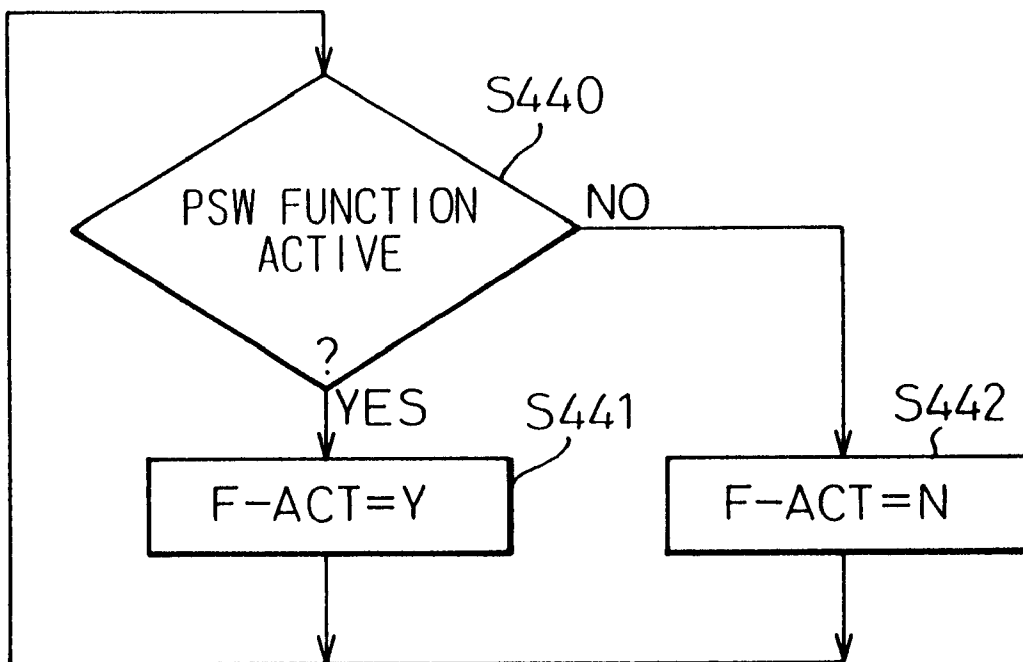 S440
PSW FUNCTION
ACTIVE
?
NO
YES
S441
F-ACT=Y
S442
F-ACT=N